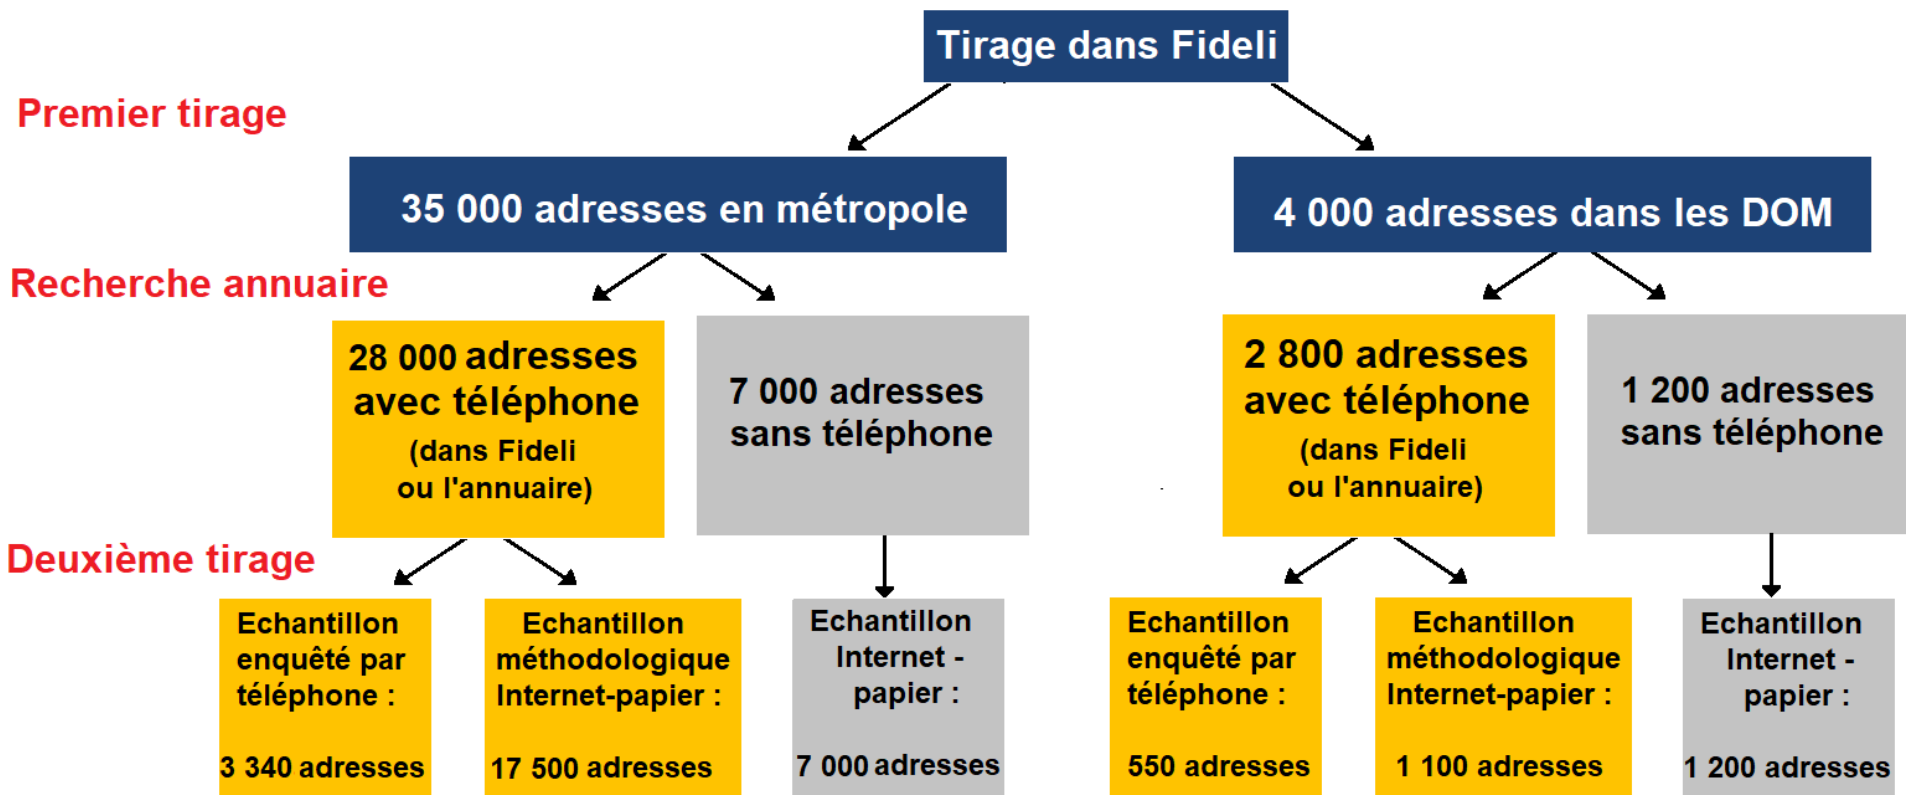 Tirage dans Fideli
Premier tirage
35 000 adresses en métropole
4 000 adresses dans les DOM
Recherche annuaire
28 000 adresses
avec téléphone
(dans Fideli
ou l'annuaire)
7 000 adresses
sans téléphone
2 800 adresses
avec téléphone
(dans Fideli
ou l'annuaire)
1 200 adresses
sans téléphone
Deuxième tirage
Echantillon
enquêté par
téléphone :
3 340 adresses
Echantillon
méthodologique
Internet-papier :
17 500 adresses
Echantillon
Internet -
papier :
7 000 adresses
Echantillon
enquêté par
téléphone :
550 adresses
Echantillon
méthodologique
Internet-papier :
1 100 adresses
Echantillon
Internet -
papier :
1 200 adresses